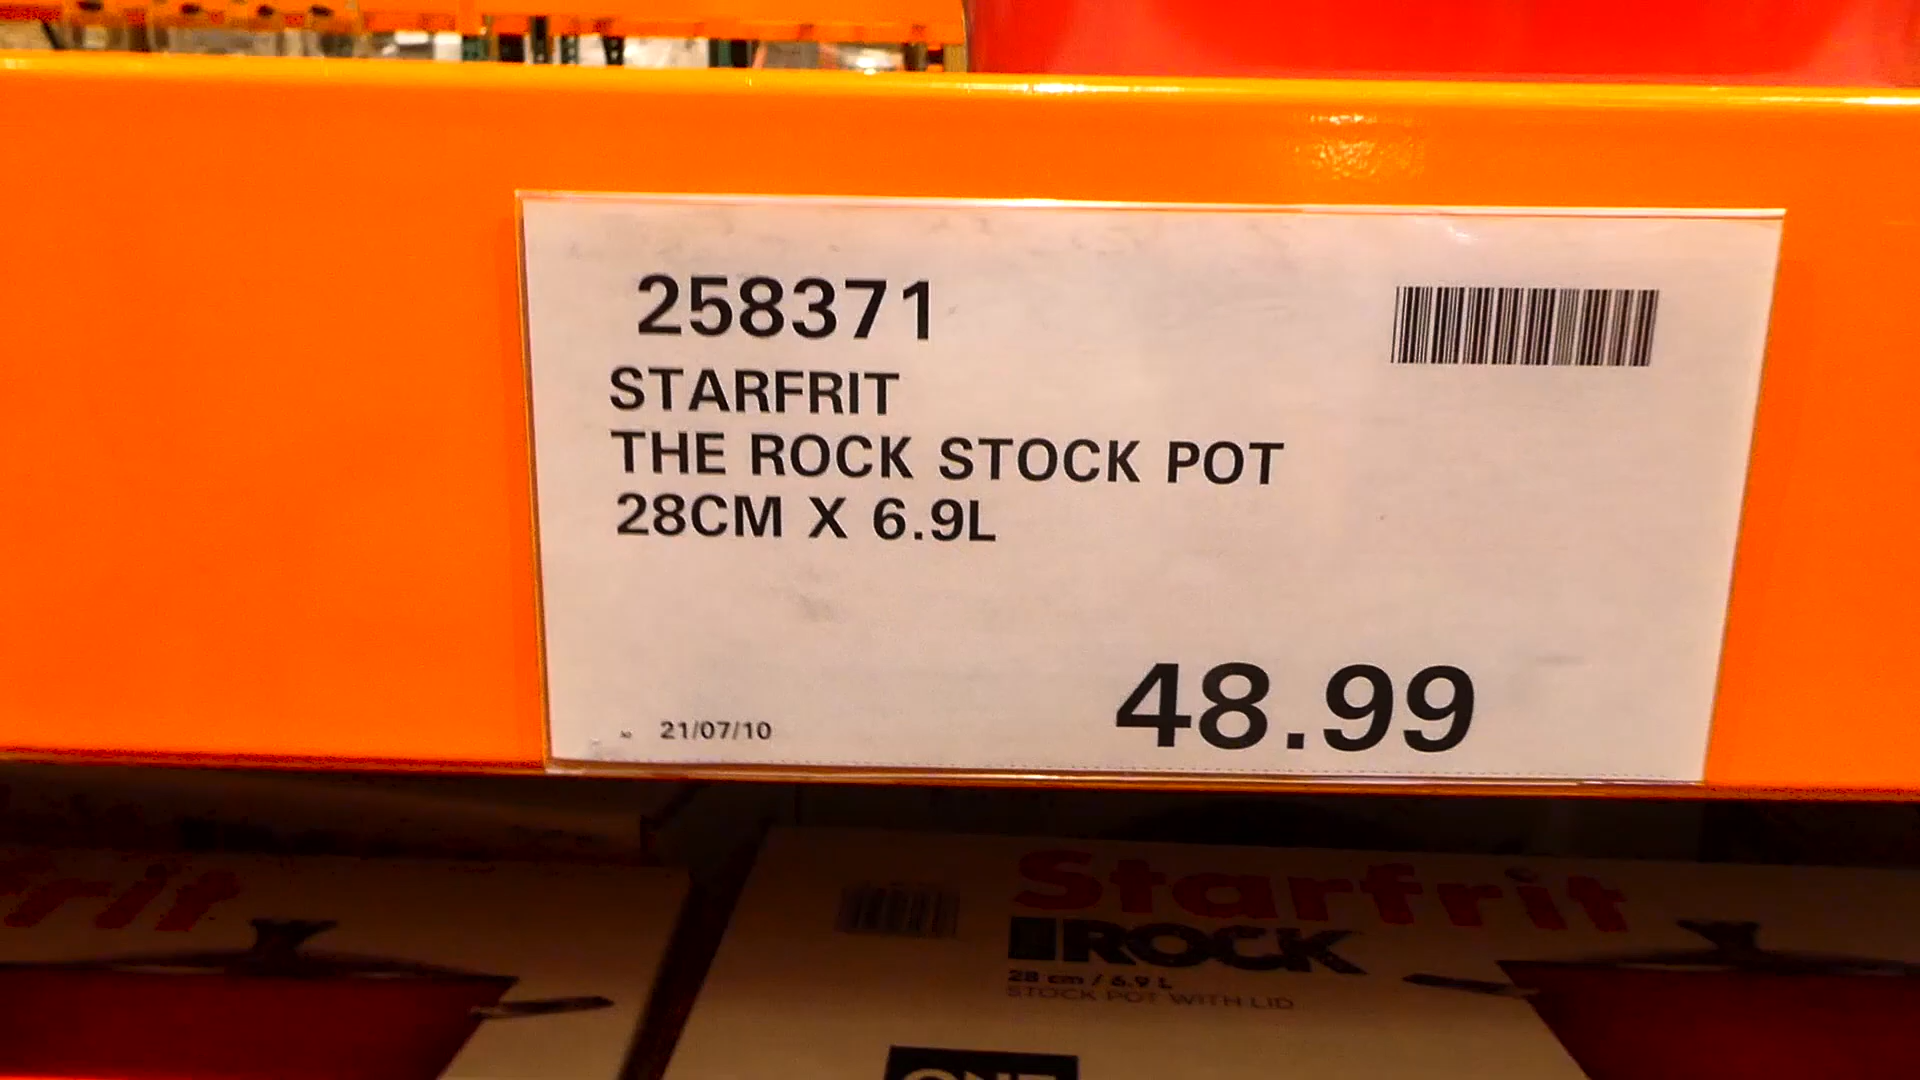 258371
STARFRIT
THE ROCK STOCK POT
28CM X 6.9L
48.99
21/07/10
frit
Starfrit
ROCK
28 cm / 6.9 L
STOCK POT WITH LID